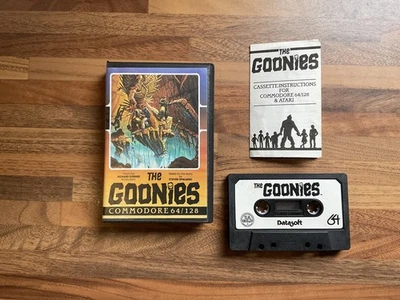 THE
GOONiES
COMMODORE 64/128
THE
GOONiES
CASSETTE INSTRUCTIONS
FOR
COMMODORE 64/128
& ATARI
THE GOONiES
Datasoft
64